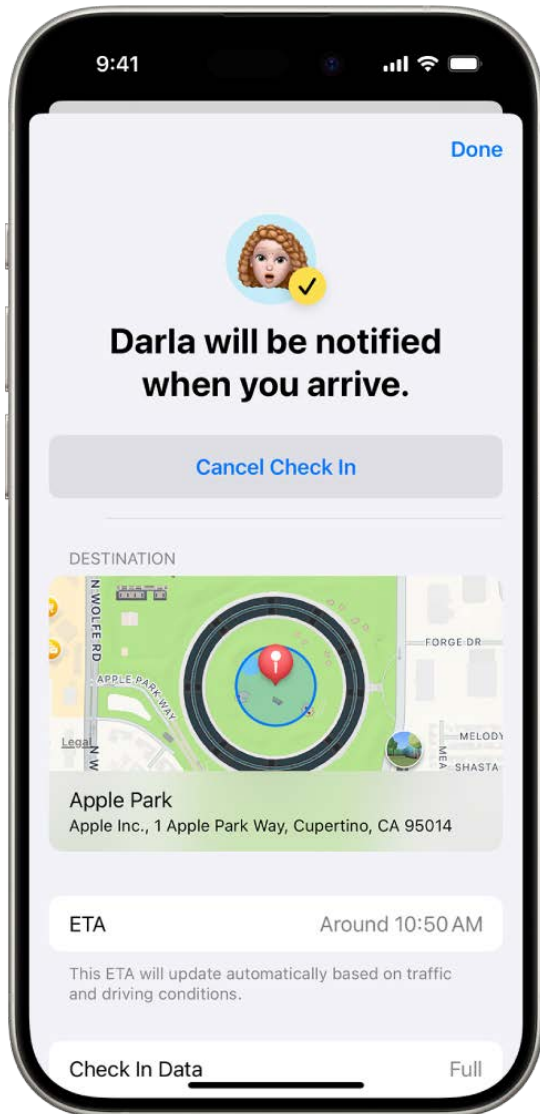 9:41
Done
Darla will be notified
when you arrive.
Cancel Check In
DESTINATION
N WOLFE RD
APPLE PARK WAY
FORGE DR
Legal
N W
MELODY
MEA
SHASTA
Apple Park
Apple Inc., 1 Apple Park Way, Cupertino, CA 95014
ETA
Around 10:50 AM
This ETA will update automatically based on traffic
and driving conditions.
Check In Data
Full